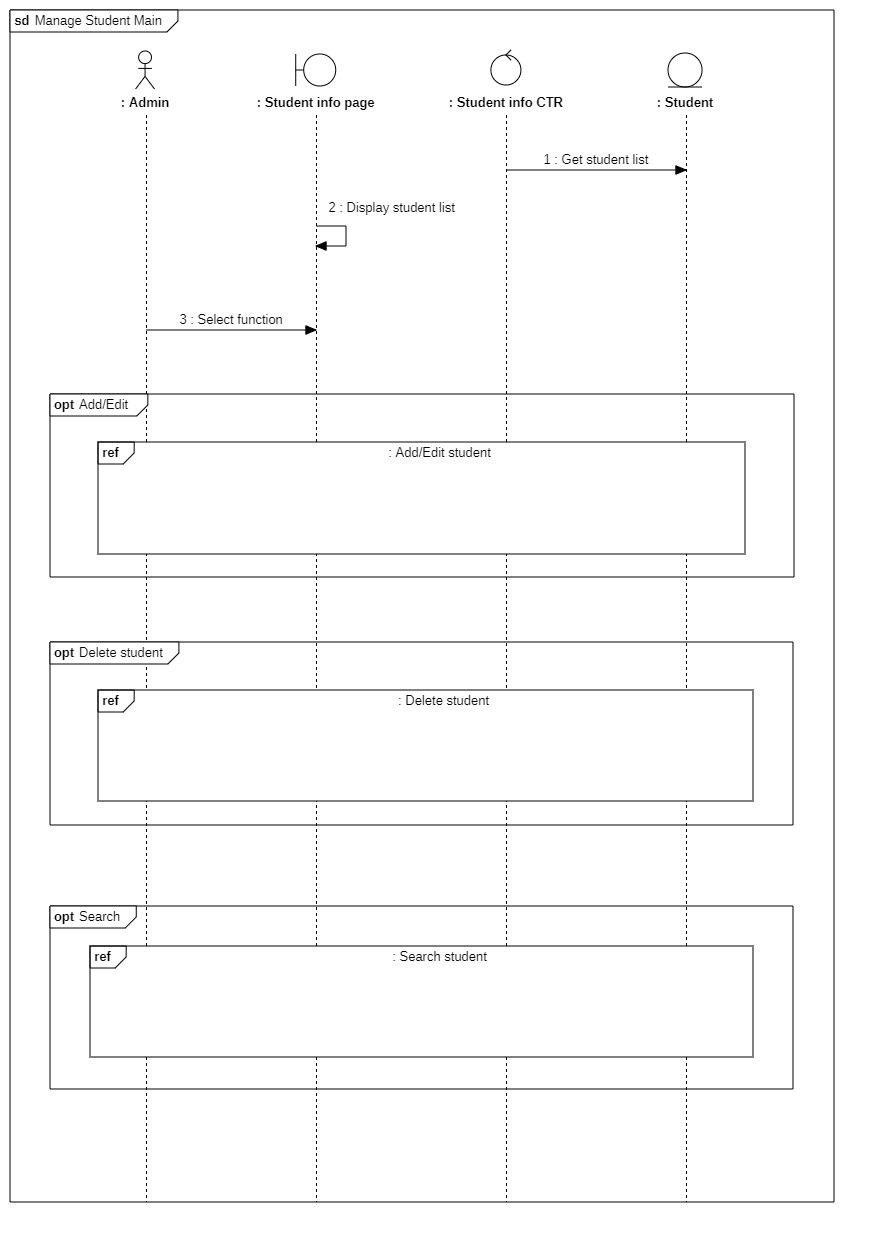 sd Manage Student Main
: Admin
: Student info page
: Student info CTR
: Student
1 : Get student list
2 : Display student list
3 : Select function
opt Add/Edit
ref
: Add/Edit student
opt Delete student
ref
: Delete student
opt Search
ref
: Search student